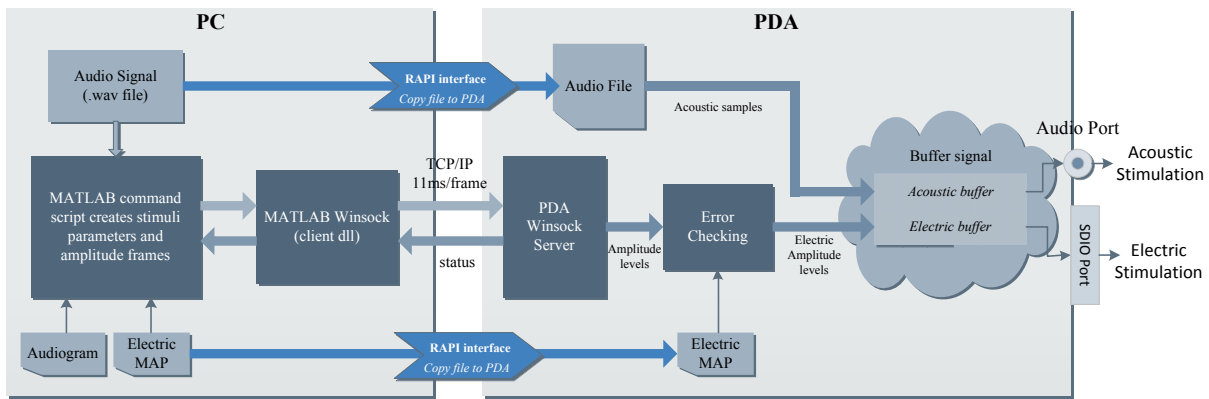 PC
PDA
Audio Signal
(.wav file)
RAPI interface
Copy file to PDA
Audio File
Acoustic samples
Audio Port
Acoustic
Stimulation
Buffer signal
Acoustic buffer
Electric buffer
MATLAB command
script creates stimuli
parameters and
amplitude frames
MATLAB Winsock
(client dll)
TCP/IP
11ms/frame
status
PDA
Winsock
Server
Amplitude
levels
Error
Checking
Electric
Amplitude
levels
SDIO Port
Electric
Stimulation
Audiogram
Electric
MAP
RAPI interface
Copy file to PDA
Electric
MAP